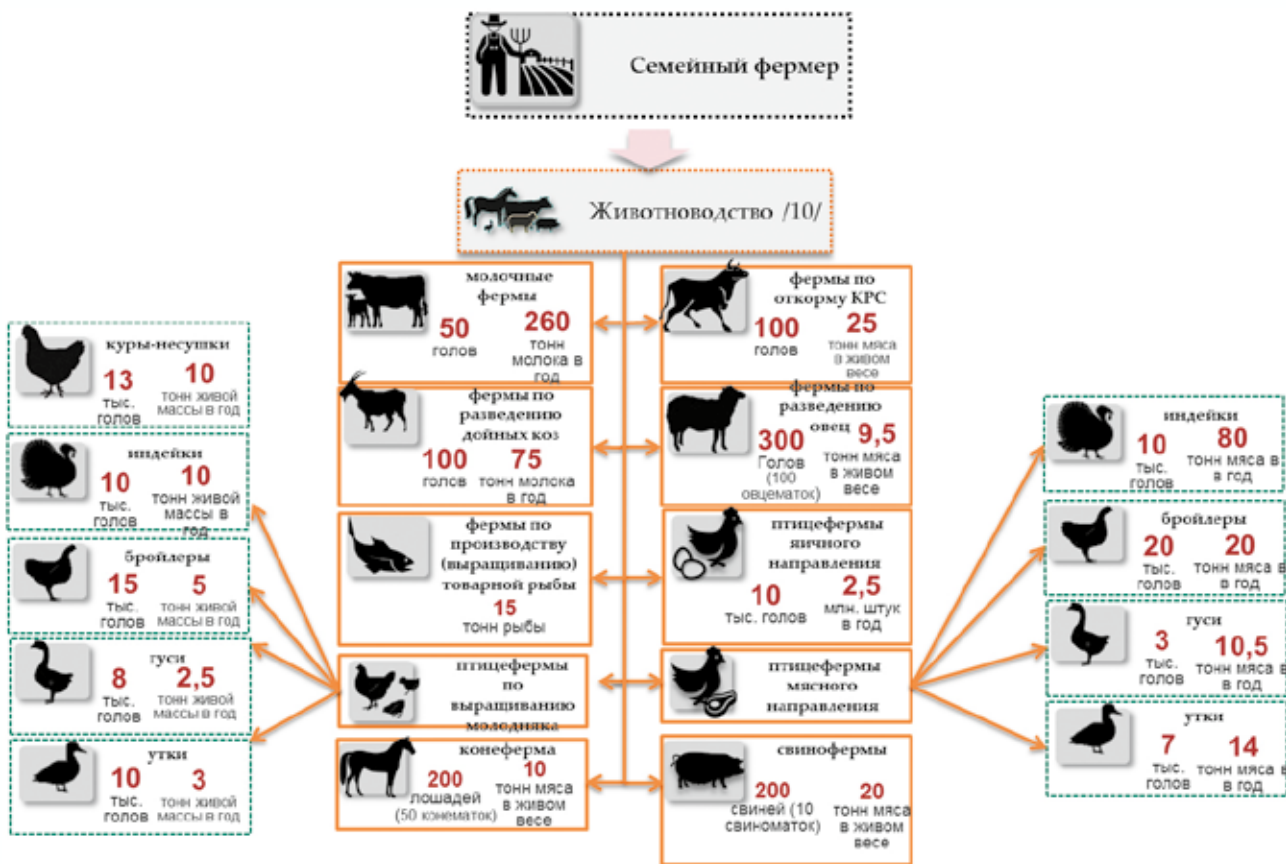 Семейный фермер
Животноводство /10/
молочные
фермы
50
голов
260
тонн
молока в
год
фермы по
откорму КРС
100
голов
25
тонн мяса
в живом
весе
фермы по
разведению
дойных коз
100
голов
75
тонн молока
в год
фермы по
разведению
овец
300
Голов
(100
овцематок)
9,5
тонн мяса
в живом
весе
фермы по
производству
(выращиванию)
товарной рыбы
15
тонн рыбы
птицефермы
яичного
направления
10
тыс. голов
2,5
млн. штук
в год
птицефермы
по
выращиванию
молодняка
птицефермы
мясного
направления
конеферма
200
лошадей
(50 конематок)
10
тонн мяса
в живом
весе
свинофермы
200
свиней (10
свиноматок)
20
тонн мяса
в живом весе
куры-несушки
13
тыс.
голов
10
тонн живой
массы в год
индейки
10
тыс.
голов
10
тонн живой
массы в
год
бройлеры
15
тыс.
голов
5
тонн живой
массы в год
гуси
8
тыс.
голов
2,5
тонн живой
массы в год
утки
10
тыс.
голов
3
тонн живой
массы в год
индейки
10
тыс.
голов
80
тонн мяса в
год
бройлеры
20
тыс.
голов
20
тонн мяса в
год
гуси
3
тыс.
голов
10,5
тонн мяса
в год
утки
7
тыс.
голов
14
тонн мяса
в год